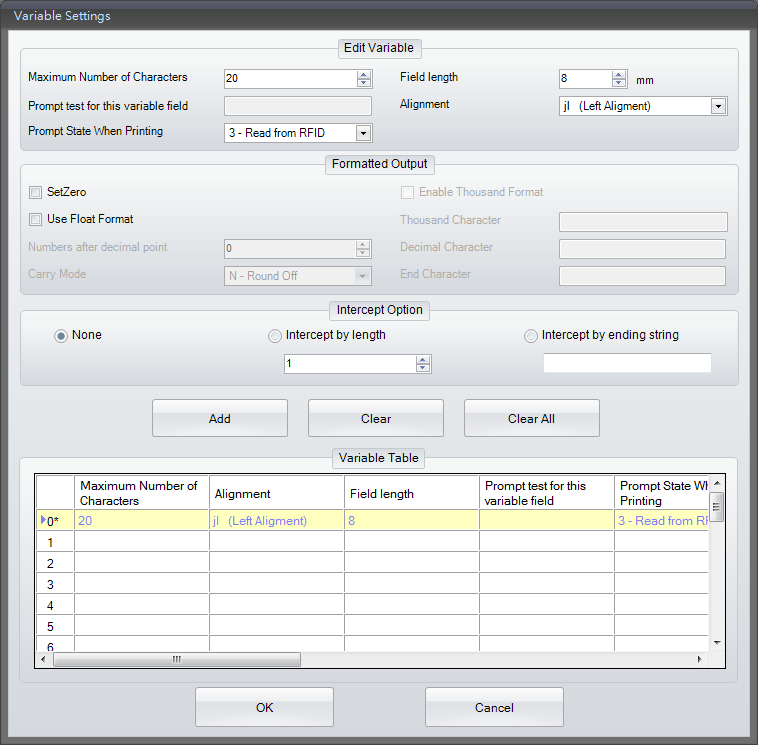 Variable Settings
Edit Variable
Maximum Number of Characters 20 Field length 8 mm
Prompt test for this variable field Alignment jl (Left Aligment)
Prompt State When Printing 3 - Read from RFID
Formatted Output
SetZero Enable Thousand Format
Use Float Format Thousand Character
Numbers after decimal point 0 Decimal Character
Carry Mode N - Round Off End Character
Intercept Option
None Intercept by length Intercept by ending string
1
Add Clear Clear All
Variable Table
Maximum Number of Characters Alignment Field length Prompt test for this variable field Prompt State Wh Printing
0* 20 jl (Left Aligment) 8 3 - Read from RF
1
2
3
4
5
6
OK Cancel